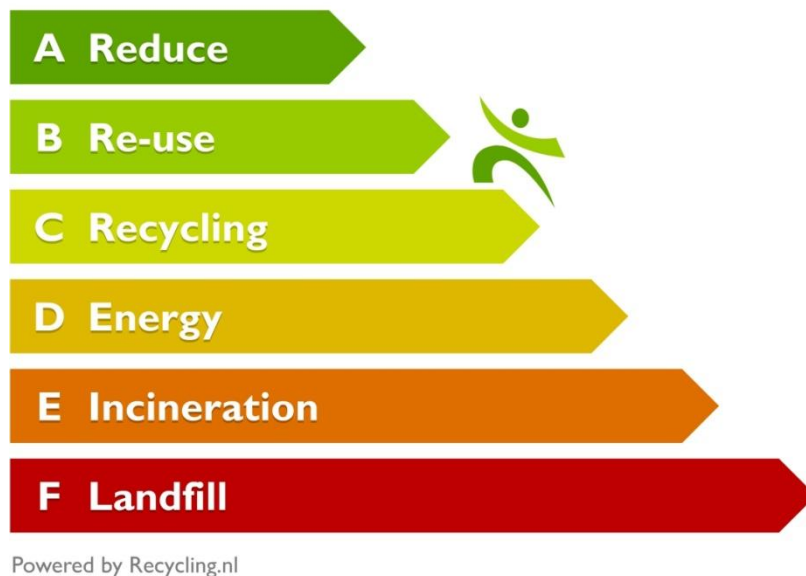 A Reduce
B Re-use
C Recycling
D Energy
E Incineration
F Landfill
Powered by Recycling.nl